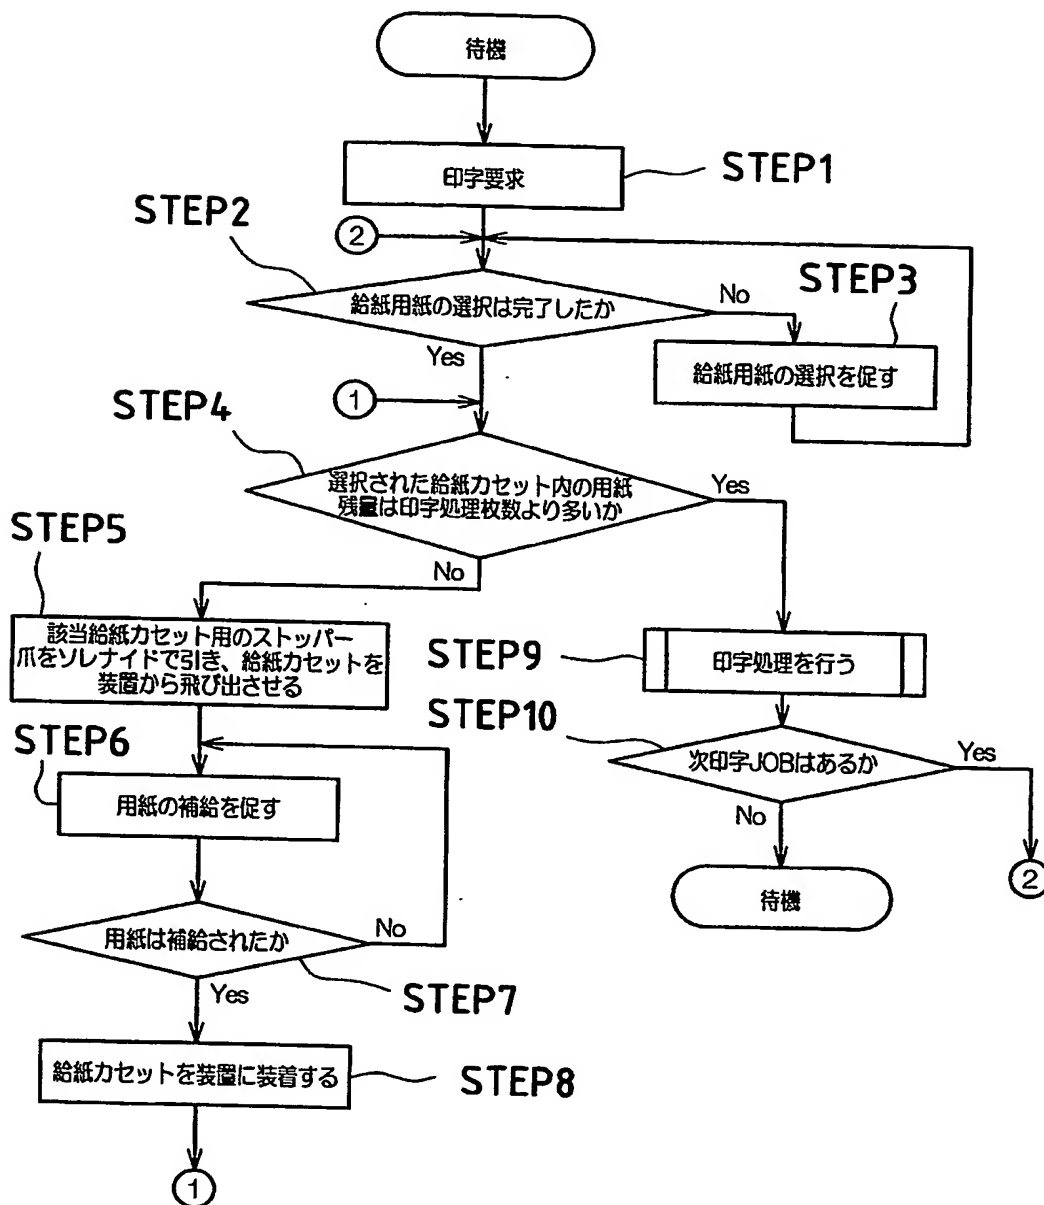 待機
印字要求
STEP1
STEP2
②
給紙用紙の選択は完了したか
No
STEP3
給紙用紙の選択を促す
Yes
①
STEP4
選択された給紙カセット内の用紙
残量は印字処理枚数より多いか
Yes
No
STEP5
該当給紙カセット用のストッパー
爪をソレナイドで引き、給紙カセットを
装置から飛び出させる
STEP6
用紙の補給を促す
用紙は補給されたか
No
Yes
STEP7
給紙カセットを装置に装着する
STEP8
①
STEP9
印字処理を行う
STEP10
次印字JOBはあるか
Yes
No
待機
②